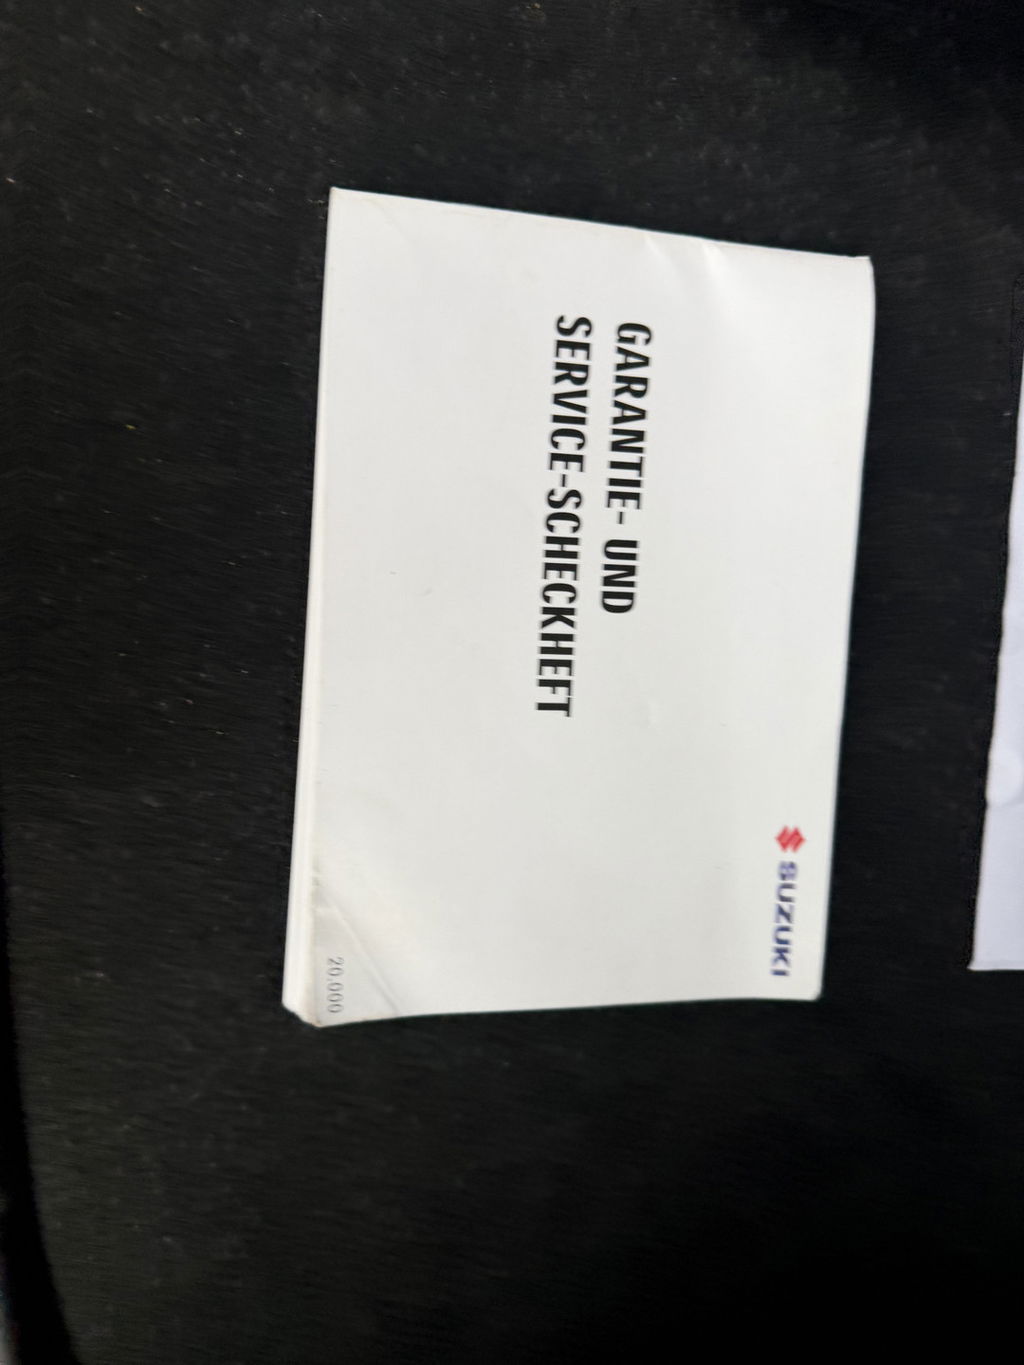 SUZUKI
GARANTIE- UND
SERVICE-SCHECKHEFT
20.000